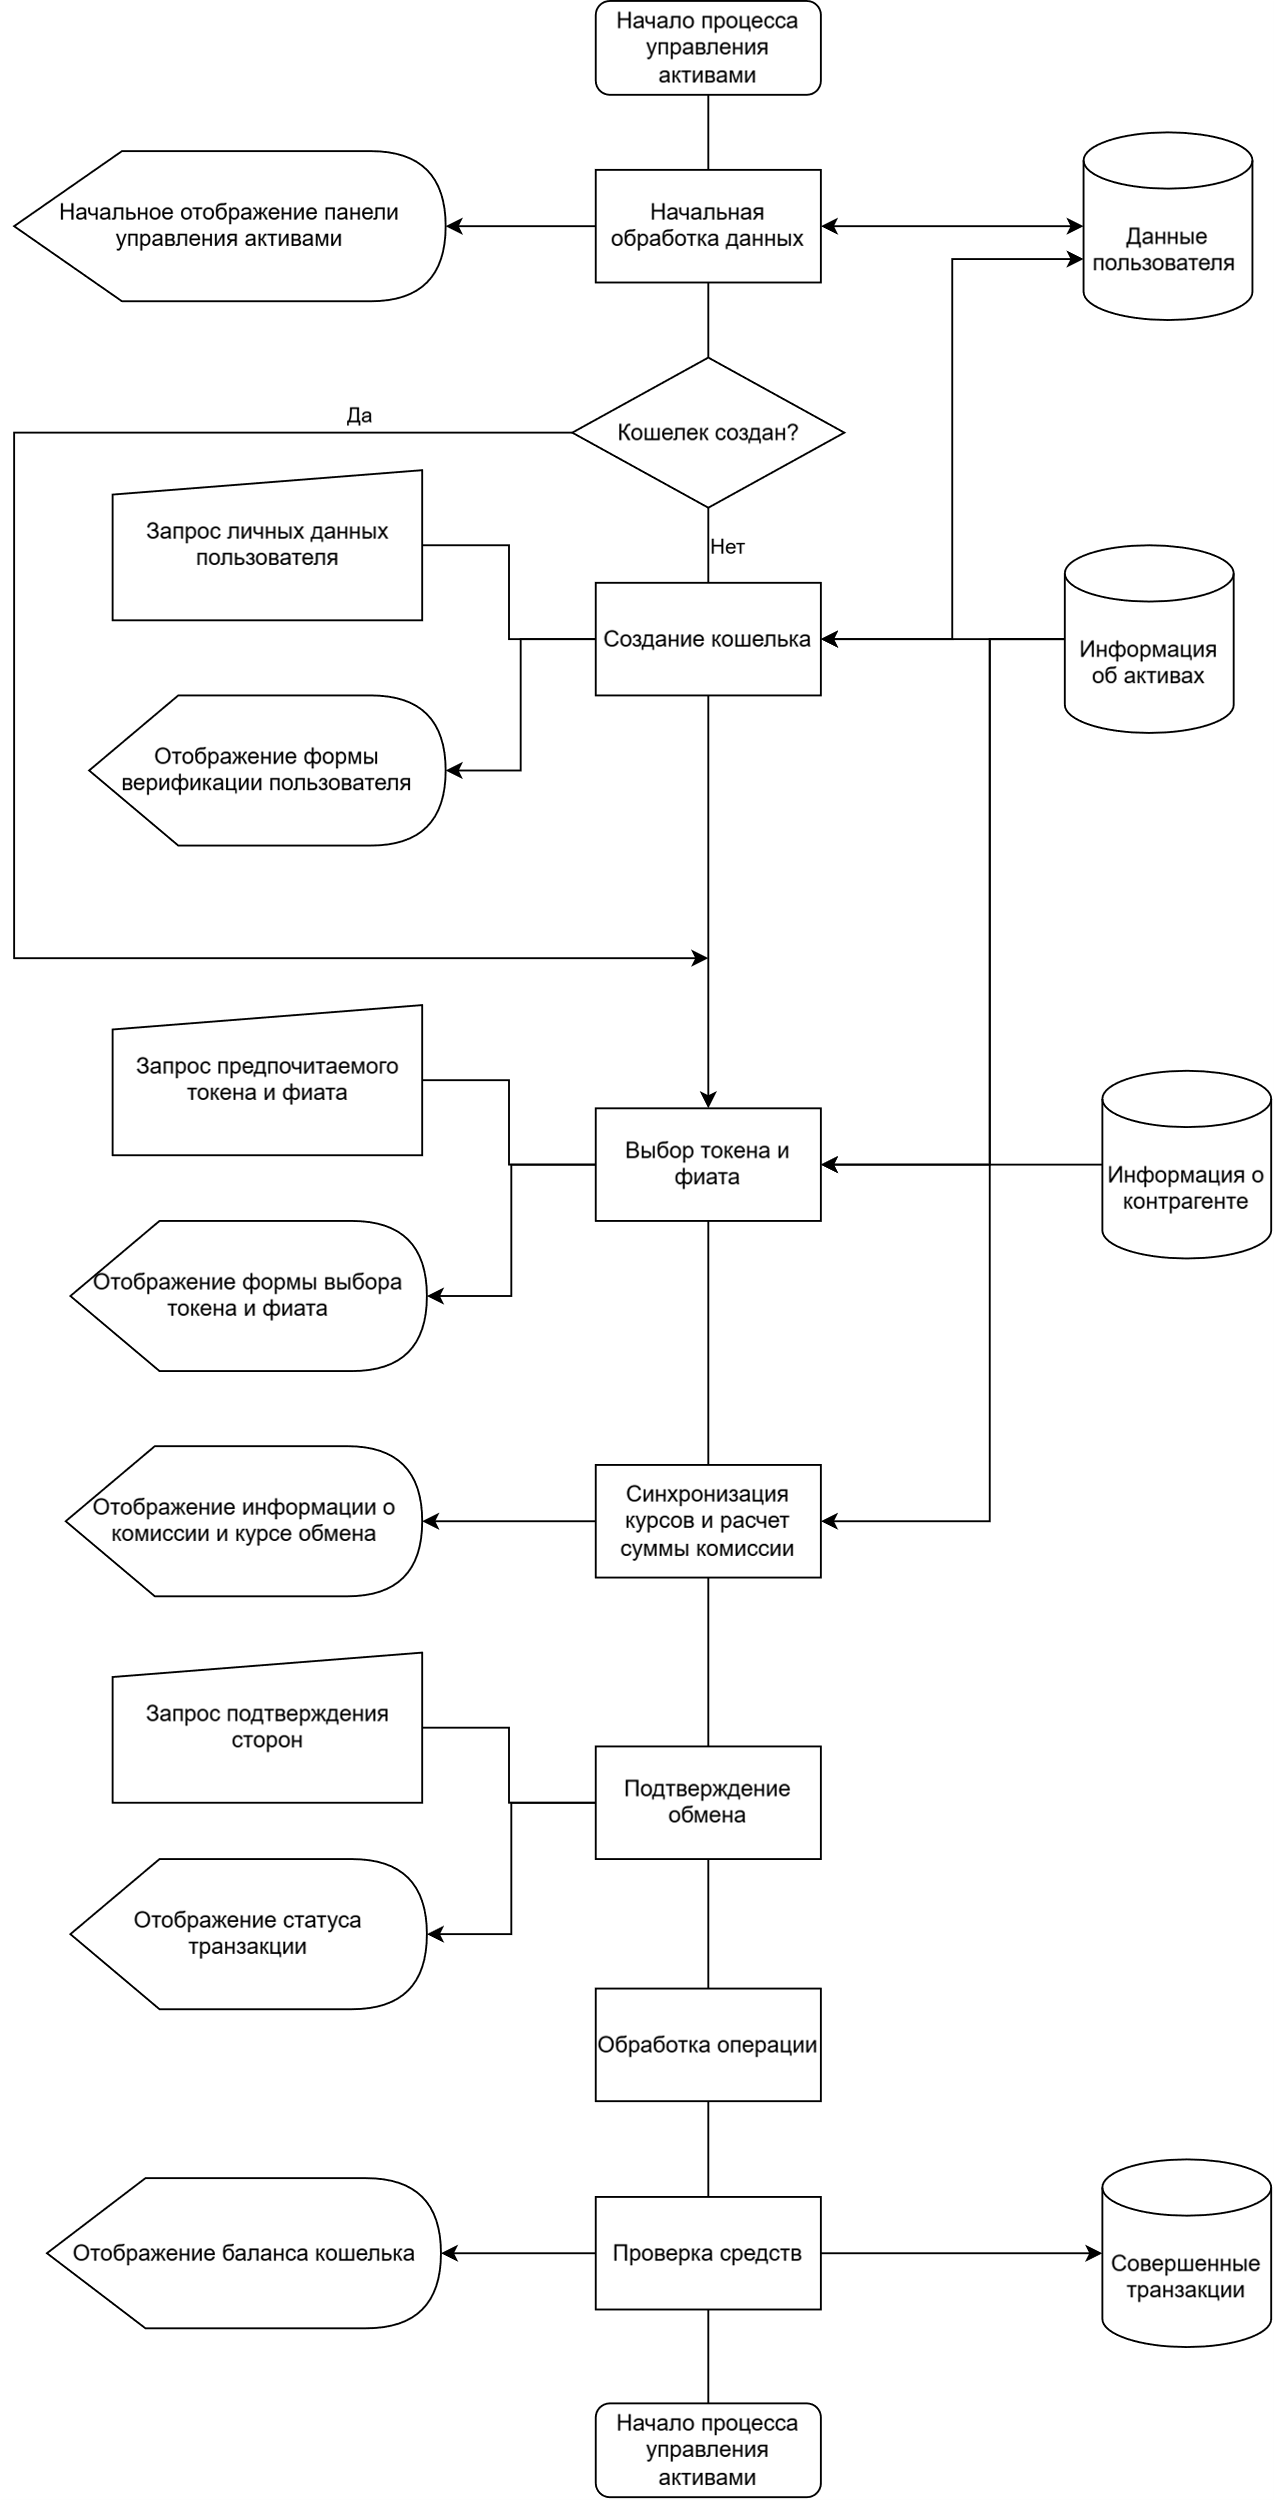 Начало процесса
управления
активами
Начальное отображение панели
управления активами
Начальная
обработка данных
Данные
пользователя
Кошелек создан?
Да
Нет
Запрос личных данных
пользователя
Создание кошелька
Информация
об активах
Отображение формы
верификации пользователя
Запрос предпочитаемого
токена и фиата
Выбор токена и
фиата
Информация о
контрагенте
Отображение формы выбора
токена и фиата
Отображение информации о
комиссии и курсе обмена
Синхронизация
курсов и расчет
суммы комиссии
Запрос подтверждения
сторон
Подтверждение
обмена
Отображение статуса
транзакции
Обработка операции
Отображение баланса кошелька
Проверка средств
Совершенные
транзакции
Начало процесса
управления
активами